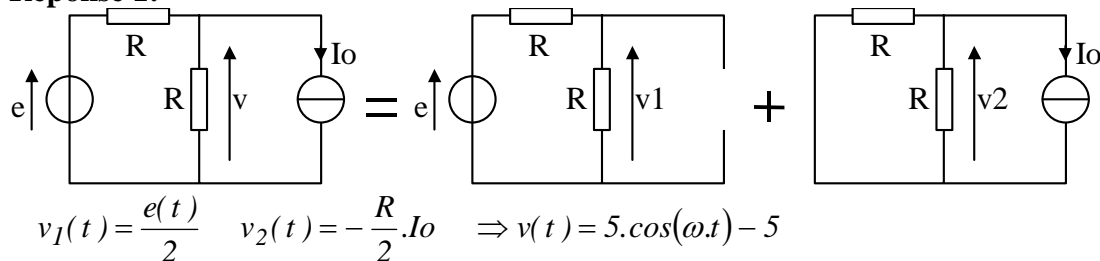 Réponse 2:
R Io R R Io
e R v = e R v1 + R v2
v₁( t ) = e( t )/2 v₂( t ) = − R/2 .Io ⇒ v( t ) = 5.cos(ω.t) − 5